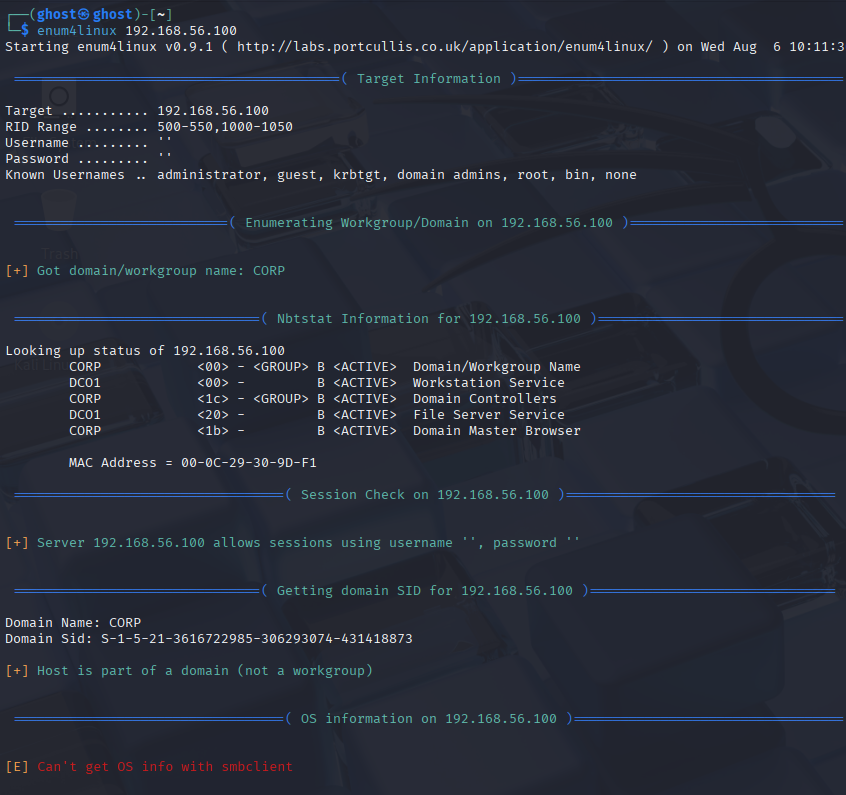 ┌──(ghost㉿ghost)-[~]
└─$ enum4linux 192.168.56.100
Starting enum4linux v0.9.1 ( http://labs.portcullis.co.uk/application/enum4linux/ ) on Wed Aug  6 10:11:3
=========================================( Target Information )=========================================
Target ........... 192.168.56.100
RID Range ........ 500-550,1000-1050
Username ......... ''
Password ......... ''
Known Usernames .. administrator, guest, krbtgt, domain admins, root, bin, none
===========================( Enumerating Workgroup/Domain on 192.168.56.100 )===========================
Trash
[+] Got domain/workgroup name: CORP
===============================( Nbtstat Information for 192.168.56.100 )===============================
Looking up status of 192.168.56.100
CORP            <00> - <GROUP> B <ACTIVE>  Domain/Workgroup Name
DCO1            <00> -         B <ACTIVE>  Workstation Service
CORP            <1c> - <GROUP> B <ACTIVE>  Domain Controllers
DCO1            <20> -         B <ACTIVE>  File Server Service
CORP            <1b> -         B <ACTIVE>  Domain Master Browser
MAC Address = 00-0C-29-30-9D-F1
==================================( Session Check on 192.168.56.100 )==================================
[+] Server 192.168.56.100 allows sessions using username '', password ''
===============================( Getting domain SID for 192.168.56.100 )===============================
Domain Name: CORP
Domain Sid: S-1-5-21-3616722985-306293074-431418873
[+] Host is part of a domain (not a workgroup)
==================================( OS information on 192.168.56.100 )==================================
[E] Can't get OS info with smbclient